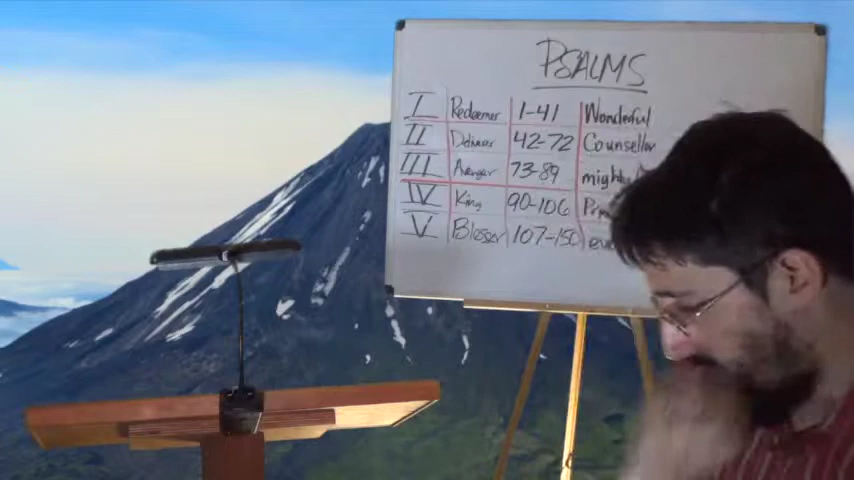 PSALMS
I Redeemer 1-41 Wonderful
II Deliverer 42-72 Counsellor
III Avenger 73-89
IV King 90-106
V Blesser 107-150